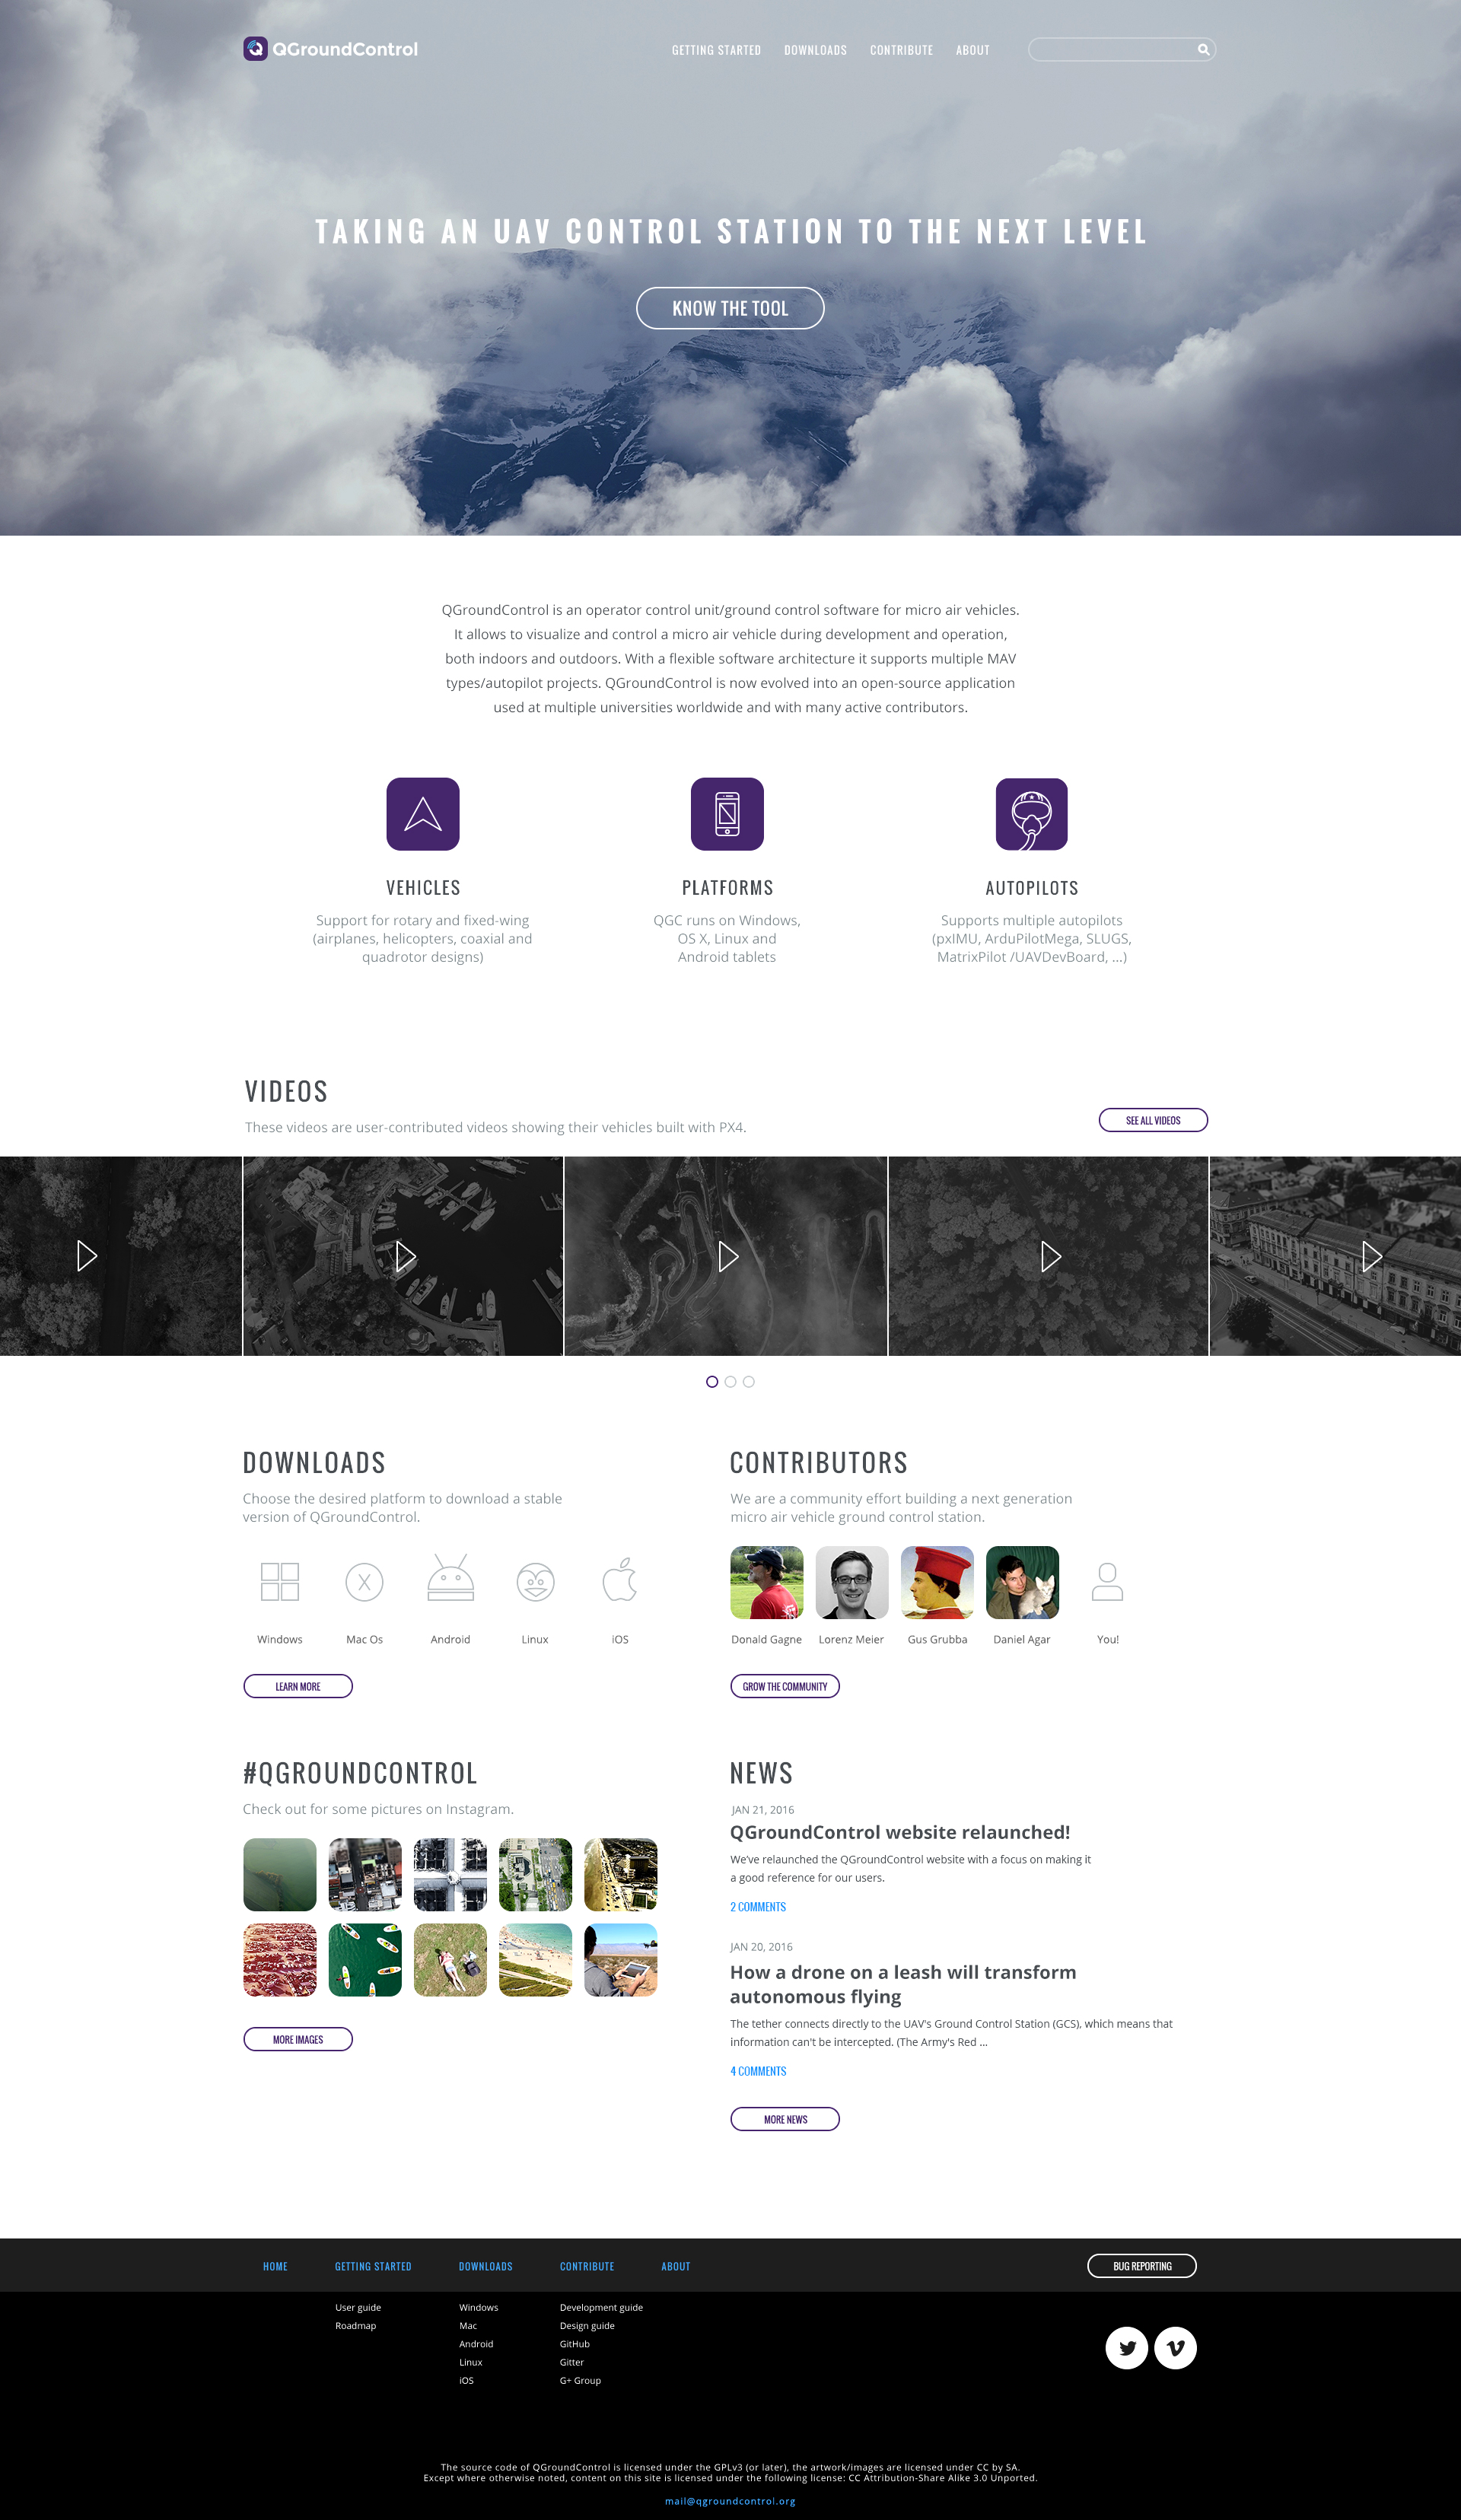 QGroundControl
GETTING STARTED
DOWNLOADS
CONTRIBUTE
ABOUT
TAKING AN UAV CONTROL STATION TO THE NEXT LEVEL
KNOW THE TOOL
QGroundControl is an operator control unit/ground control software for micro air vehicles.
It allows to visualize and control a micro air vehicle during development and operation,
both indoors and outdoors. With a flexible software architecture it supports multiple MAV
types/autopilot projects. QGroundControl is now evolved into an open-source application
used at multiple universities worldwide and with many active contributors.
VEHICLES
Support for rotary and fixed-wing
(airplanes, helicopters, coaxial and
quadrotor designs)
PLATFORMS
QGC runs on Windows,
OS X, Linux and
Android tablets
AUTOPILOTS
Supports multiple autopilots
(pxIMU, ArduPilotMega, SLUGS,
MatrixPilot /UAVDevBoard, ...)
VIDEOS
These videos are user-contributed videos showing their vehicles built with PX4.
SEE ALL VIDEOS
DOWNLOADS
Choose the desired platform to download a stable
version of QGroundControl.
X
Windows
Mac Os
Android
Linux
iOS
LEARN MORE
CONTRIBUTORS
We are a community effort building a next generation
micro air vehicle ground control station.
Donald Gagne
Lorenz Meier
Gus Grubba
Daniel Agar
You!
GROW THE COMMUNITY
#QGROUNDCONTROL
Check out for some pictures on Instagram.
MORE IMAGES
NEWS
JAN 21, 2016
QGroundControl website relaunched!
We've relaunched the QGroundControl website with a focus on making it
a good reference for our users.
2 COMMENTS
JAN 20, 2016
How a drone on a leash will transform
autonomous flying
The tether connects directly to the UAV's Ground Control Station (GCS), which means that
information can't be intercepted. (The Army's Red ...
4 COMMENTS
MORE NEWS
HOME
GETTING STARTED
DOWNLOADS
CONTRIBUTE
ABOUT
BUG REPORTING
User guide
Roadmap
Windows
Mac
Android
Linux
iOS
Development guide
Design guide
GitHub
Gitter
G+ Group
The source code of QGroundControl is licensed under the GPLv3 (or later), the artwork/images are licensed under CC by SA.
Except where otherwise noted, content on this site is licensed under the following license: CC Attribution-Share Alike 3.0 Unported.
mail@qgroundcontrol.org